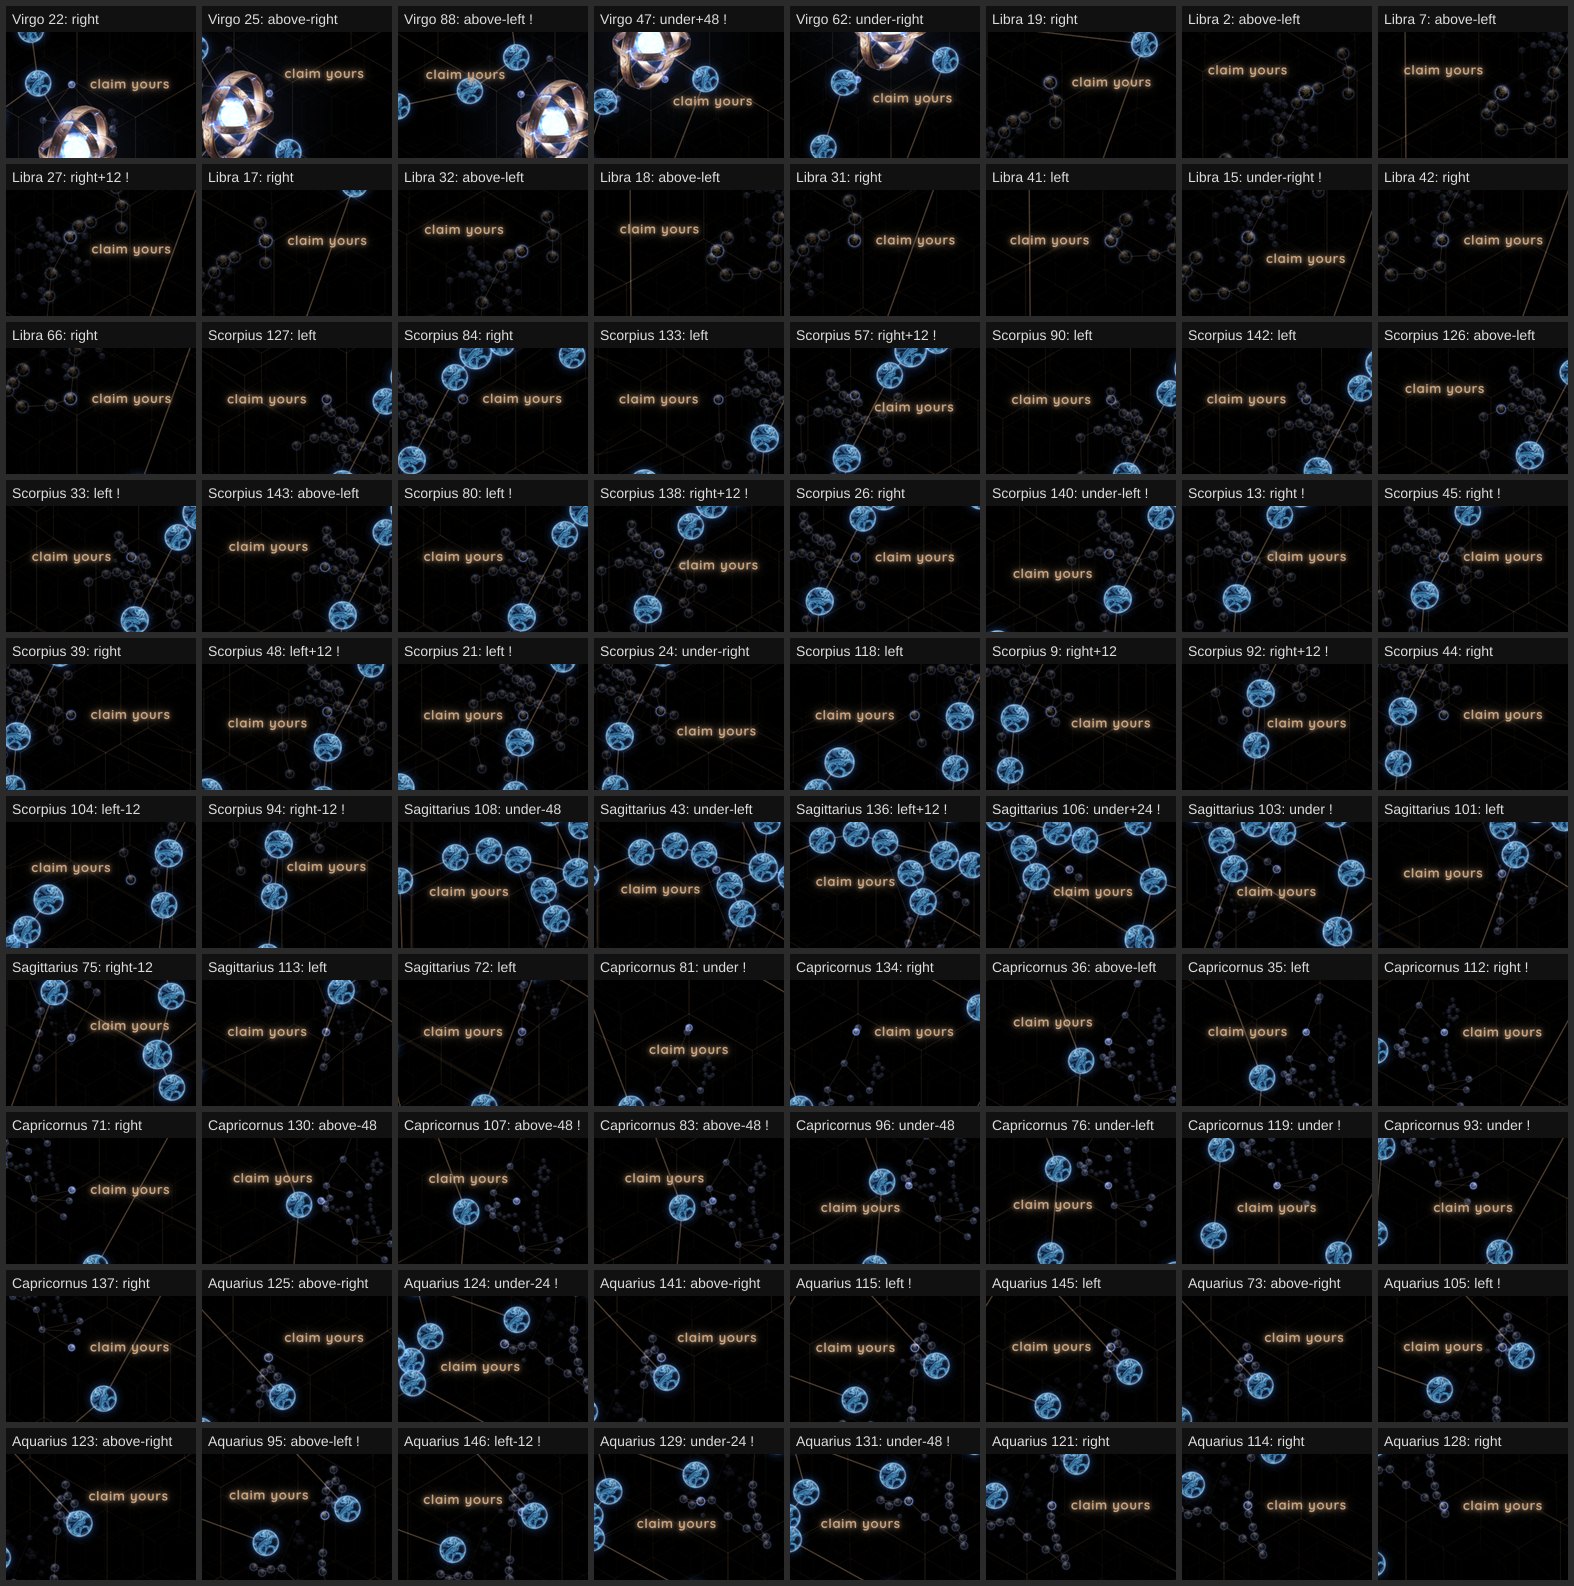 Virgo 22: right
claim yours
Virgo 25: above-right
claim yours
Virgo 88: above-left !
claim yours
Virgo 47: under+48 !
claim yours
Virgo 62: under-right
claim yours
Libra 19: right
claim yours
Libra 2: above-left
claim yours
Libra 7: above-left
claim yours
Libra 27: right+12 !
claim yours
Libra 17: right
claim yours
Libra 32: above-left
claim yours
Libra 18: above-left
claim yours
Libra 31: right
claim yours
Libra 41: left
claim yours
Libra 15: under-right !
claim yours
Libra 42: right
claim yours
Libra 66: right
claim yours
Scorpius 127: left
claim yours
Scorpius 84: right
claim yours
Scorpius 133: left
claim yours
Scorpius 57: right+12 !
claim yours
Scorpius 90: left
claim yours
Scorpius 142: left
claim yours
Scorpius 126: above-left
claim yours
Scorpius 33: left !
claim yours
Scorpius 143: above-left
claim yours
Scorpius 80: left !
claim yours
Scorpius 138: right+12 !
claim yours
Scorpius 26: right
claim yours
Scorpius 140: under-left !
claim yours
Scorpius 13: right !
claim yours
Scorpius 45: right !
claim yours
Scorpius 39: right
claim yours
Scorpius 48: left+12 !
claim yours
Scorpius 21: left !
claim yours
Scorpius 24: under-right
claim yours
Scorpius 118: left
claim yours
Scorpius 9: right+12
claim yours
Scorpius 92: right+12 !
claim yours
Scorpius 44: right
claim yours
Scorpius 104: left-12
claim yours
Scorpius 94: right-12 !
claim yours
Sagittarius 108: under-48
claim yours
Sagittarius 43: under-left
claim yours
Sagittarius 136: left+12 !
claim yours
Sagittarius 106: under+24 !
claim yours
Sagittarius 103: under !
claim yours
Sagittarius 101: left
claim yours
Sagittarius 75: right-12
claim yours
Sagittarius 113: left
claim yours
Sagittarius 72: left
claim yours
Capricornus 81: under !
claim yours
Capricornus 134: right
claim yours
Capricornus 36: above-left
claim yours
Capricornus 35: left
claim yours
Capricornus 112: right !
claim yours
Capricornus 71: right
claim yours
Capricornus 130: above-48
claim yours
Capricornus 107: above-48 !
claim yours
Capricornus 83: above-48 !
claim yours
Capricornus 96: under-48
claim yours
Capricornus 76: under-left
claim yours
Capricornus 119: under !
claim yours
Capricornus 93: under !
claim yours
Capricornus 137: right
claim yours
Aquarius 125: above-right
claim yours
Aquarius 124: under-24 !
claim yours
Aquarius 141: above-right
claim yours
Aquarius 115: left !
claim yours
Aquarius 145: left
claim yours
Aquarius 73: above-right
claim yours
Aquarius 105: left !
claim yours
Aquarius 123: above-right
claim yours
Aquarius 95: above-left !
claim yours
Aquarius 146: left-12 !
claim yours
Aquarius 129: under-24 !
claim yours
Aquarius 131: under-48 !
claim yours
Aquarius 121: right
claim yours
Aquarius 114: right
claim yours
Aquarius 128: right
claim yours